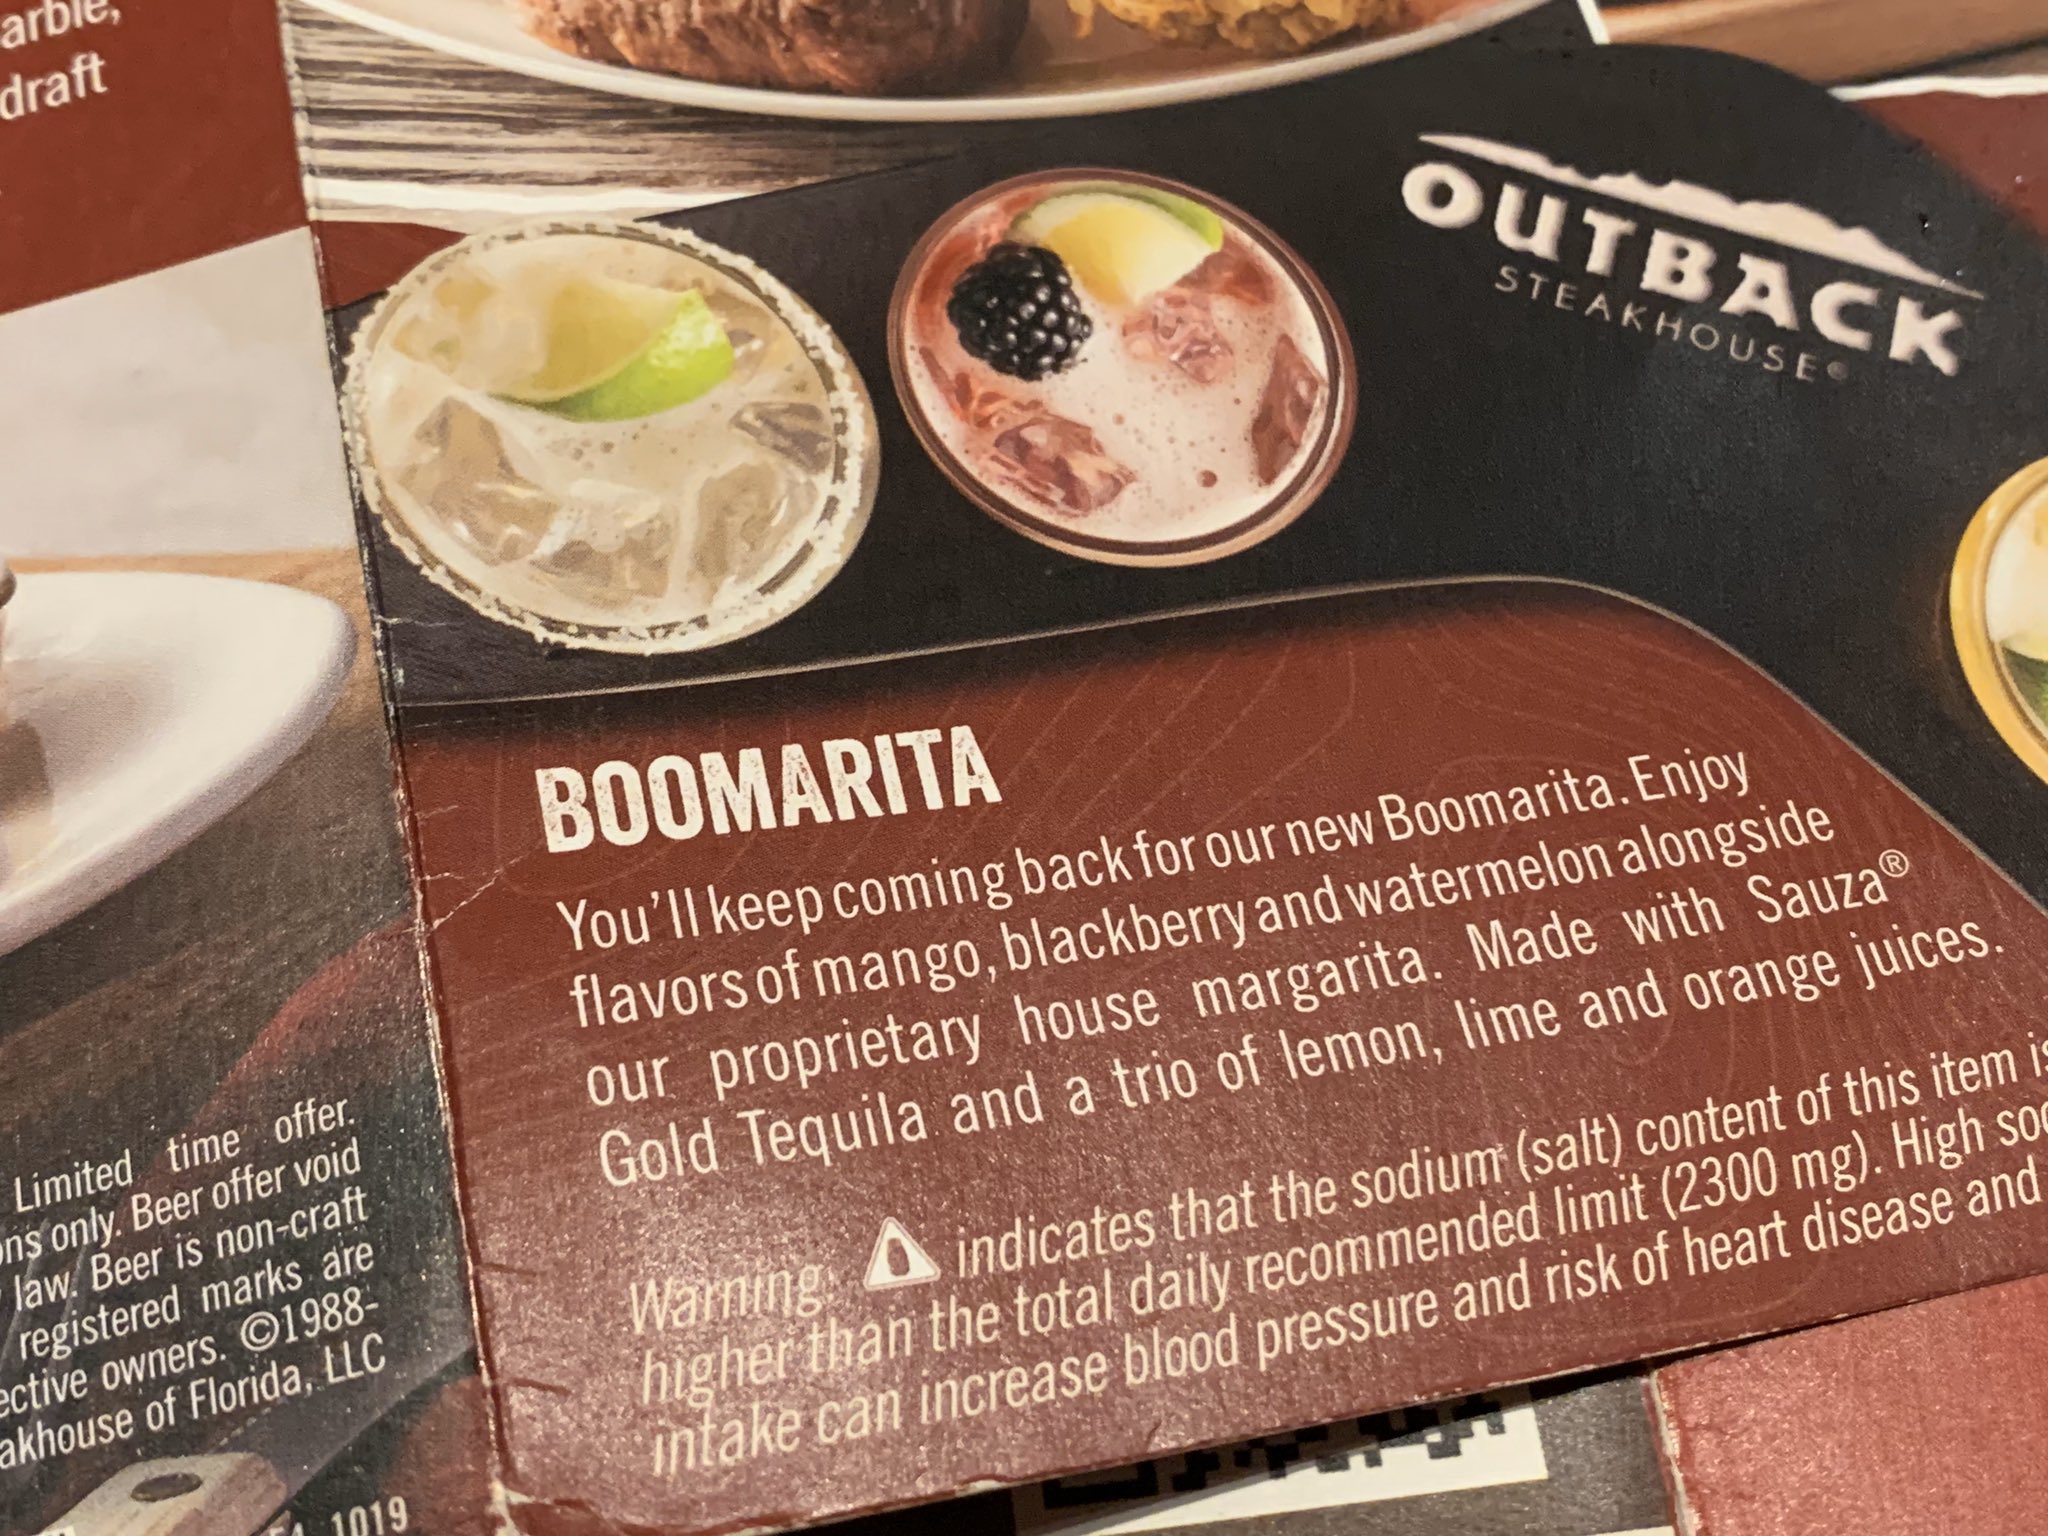 draft
OUTBACK
STEAKHOUSE®
BOOMARITA
You'll keep coming back for our new Boomarita. Enjoy
flavors of mango, blackberry and watermelon alongside
our proprietary house margarita. Made with Sauza®
Gold Tequila and a trio of lemon, lime and orange juices.
Warning: indicates that the sodium (salt) content of this item is
higher than the total daily recommended limit (2300 mg). High
intake can increase blood pressure and risk of heart disease and
Limited time offer.
only. Beer offer void
law. Beer is non-craft
registered marks are
owners. ©1988-
of Florida, LLC
1019